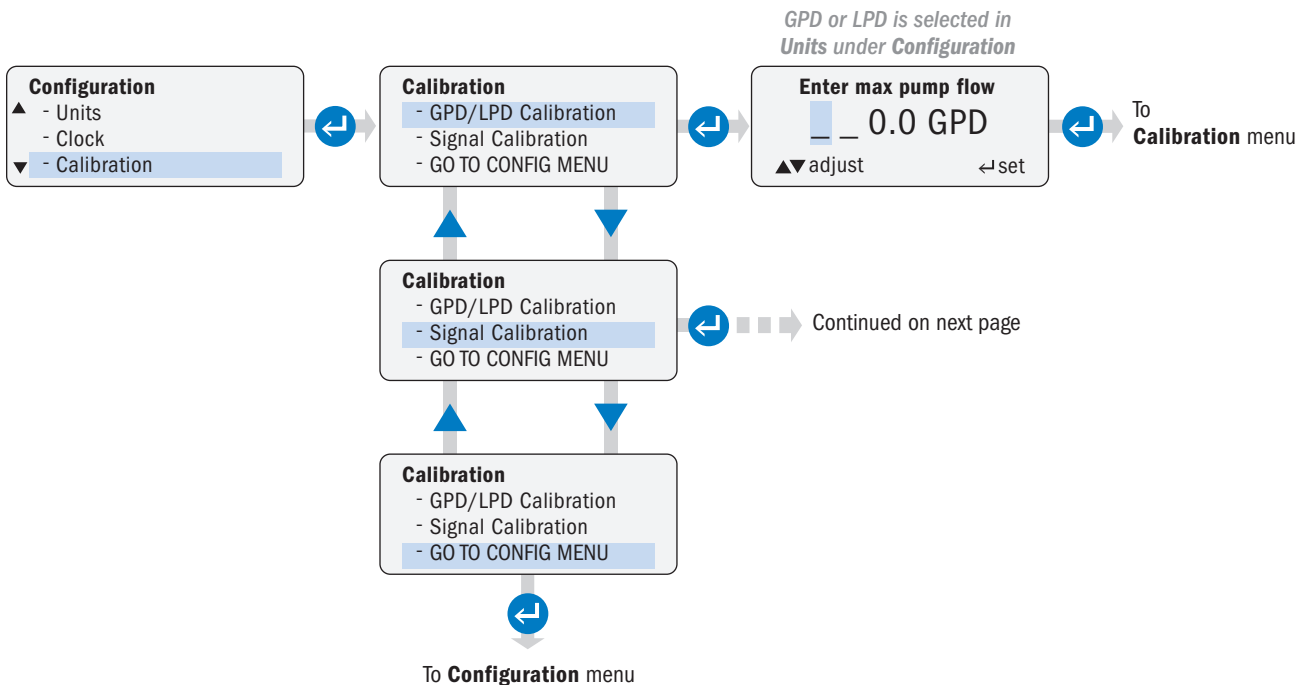 GPD or LPD is selected in
Units under Configuration
Configuration
▲ - Units
- Clock
▼ - Calibration
Calibration
- GPD/LPD Calibration
- Signal Calibration
- GO TO CONFIG MENU
Enter max pump flow
_ _ 0.0 GPD
▲▼ adjust ↵ set
To
Calibration menu
Calibration
- GPD/LPD Calibration
- Signal Calibration
- GO TO CONFIG MENU
Continued on next page
Calibration
- GPD/LPD Calibration
- Signal Calibration
- GO TO CONFIG MENU
To Configuration menu